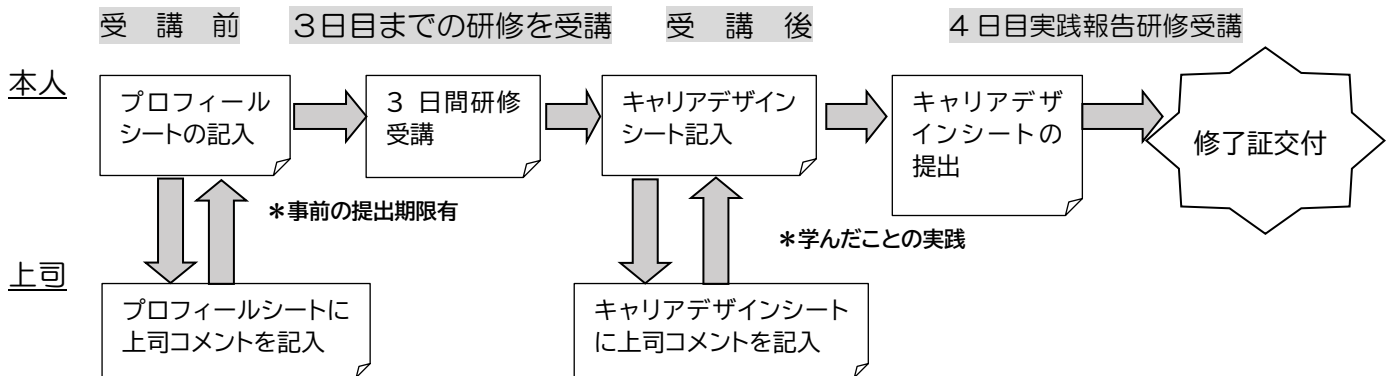 受 講 前　3日目までの研修を受講　受 講 後　4日目実践報告研修受講
本人
プロフィール
シートの記入
3 日間研修
受講
キャリアデザイン
シート記入
キャリアデザ
インシートの
提出
修了証交付
＊事前の提出期限有
＊学んだことの実践
上司
プロフィールシートに
上司コメントを記入
キャリアデザインシート
に上司コメントを記入